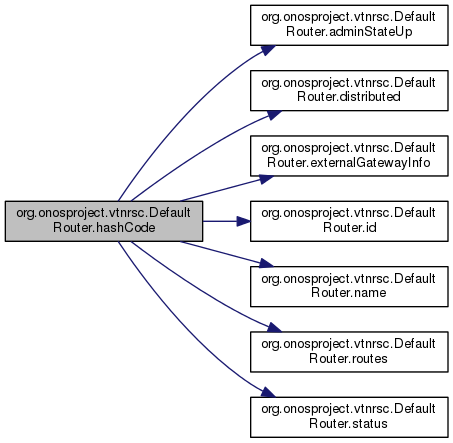 org.onosproject.vtnrsc.Default
Router.adminStateUp
org.onosproject.vtnrsc.Default
Router.distributed
org.onosproject.vtnrsc.Default
Router.externalGatewayInfo
org.onosproject.vtnrsc.Default
Router.hashCode
org.onosproject.vtnrsc.Default
Router.id
org.onosproject.vtnrsc.Default
Router.name
org.onosproject.vtnrsc.Default
Router.routes
org.onosproject.vtnrsc.Default
Router.status